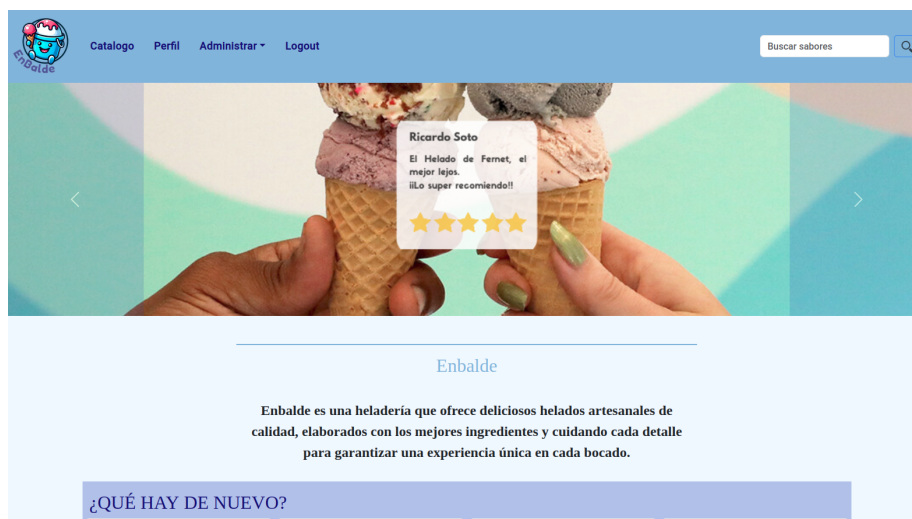 EnBalde
Catalogo
Perfil
Administrar
Logout
Buscar sabores
Ricardo Soto
El Helado de Fernet, el
mejor lejos.
¡¡Lo super recomiendo!!
Enbalde
Enbalde es una heladería que ofrece deliciosos helados artesanales de
calidad, elaborados con los mejores ingredientes y cuidando cada detalle
para garantizar una experiencia única en cada bocado.
¿QUÉ HAY DE NUEVO?